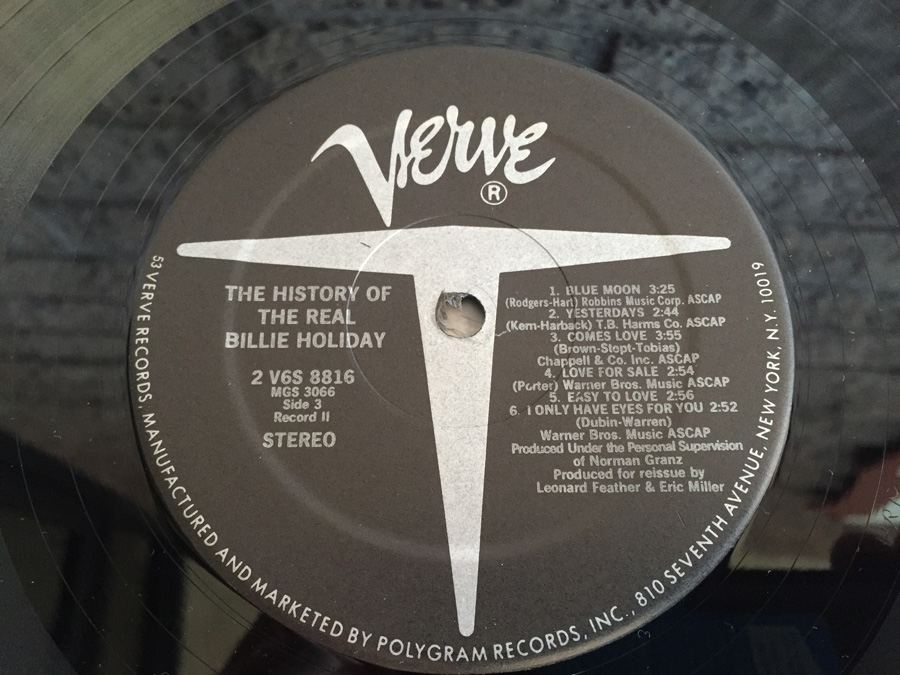 Verve
®
THE HISTORY OF
THE REAL
BILLIE HOLIDAY
2 V6S 8816
MGS 3066
Side 3
Record II
STEREO
1. BLUE MOON 3:25
(Rodgers-Hart) Robbins Music Corp. ASCAP
2. YESTERDAYS 2:44
(Kern-Harback) T.B. Harms Co. ASCAP
3. COMES LOVE 3:55
(Brown-Stept-Tobias)
Chappell & Co. Inc. ASCAP
4. LOVE FOR SALE 2:54
(Porter) Warner Bros. Music ASCAP
5. EASY TO LOVE 2:56
6. I ONLY HAVE EYES FOR YOU 2:52
(Dubin-Warren)
Warner Bros. Music ASCAP
Produced Under the Personal Supervision
of Norman Granz
Produced for reissue by
Leonard Feather & Eric Miller
53 VERVE RECORDS. MANUFACTURED AND MARKETED BY POLYGRAM RECORDS, INC., 810 SEVENTH AVENUE, NEW YORK, N.Y. 10019